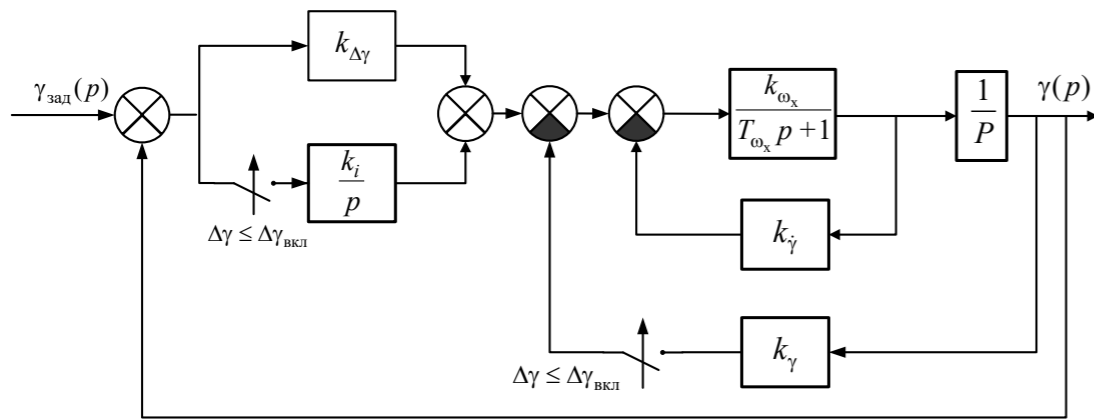 γзад(p)
kΔγ
ki
p
Δγ ≤ Δγвкл
kωx
Tωx p + 1
1
P
γ(p)
kγ̇
kγ
Δγ ≤ Δγвкл